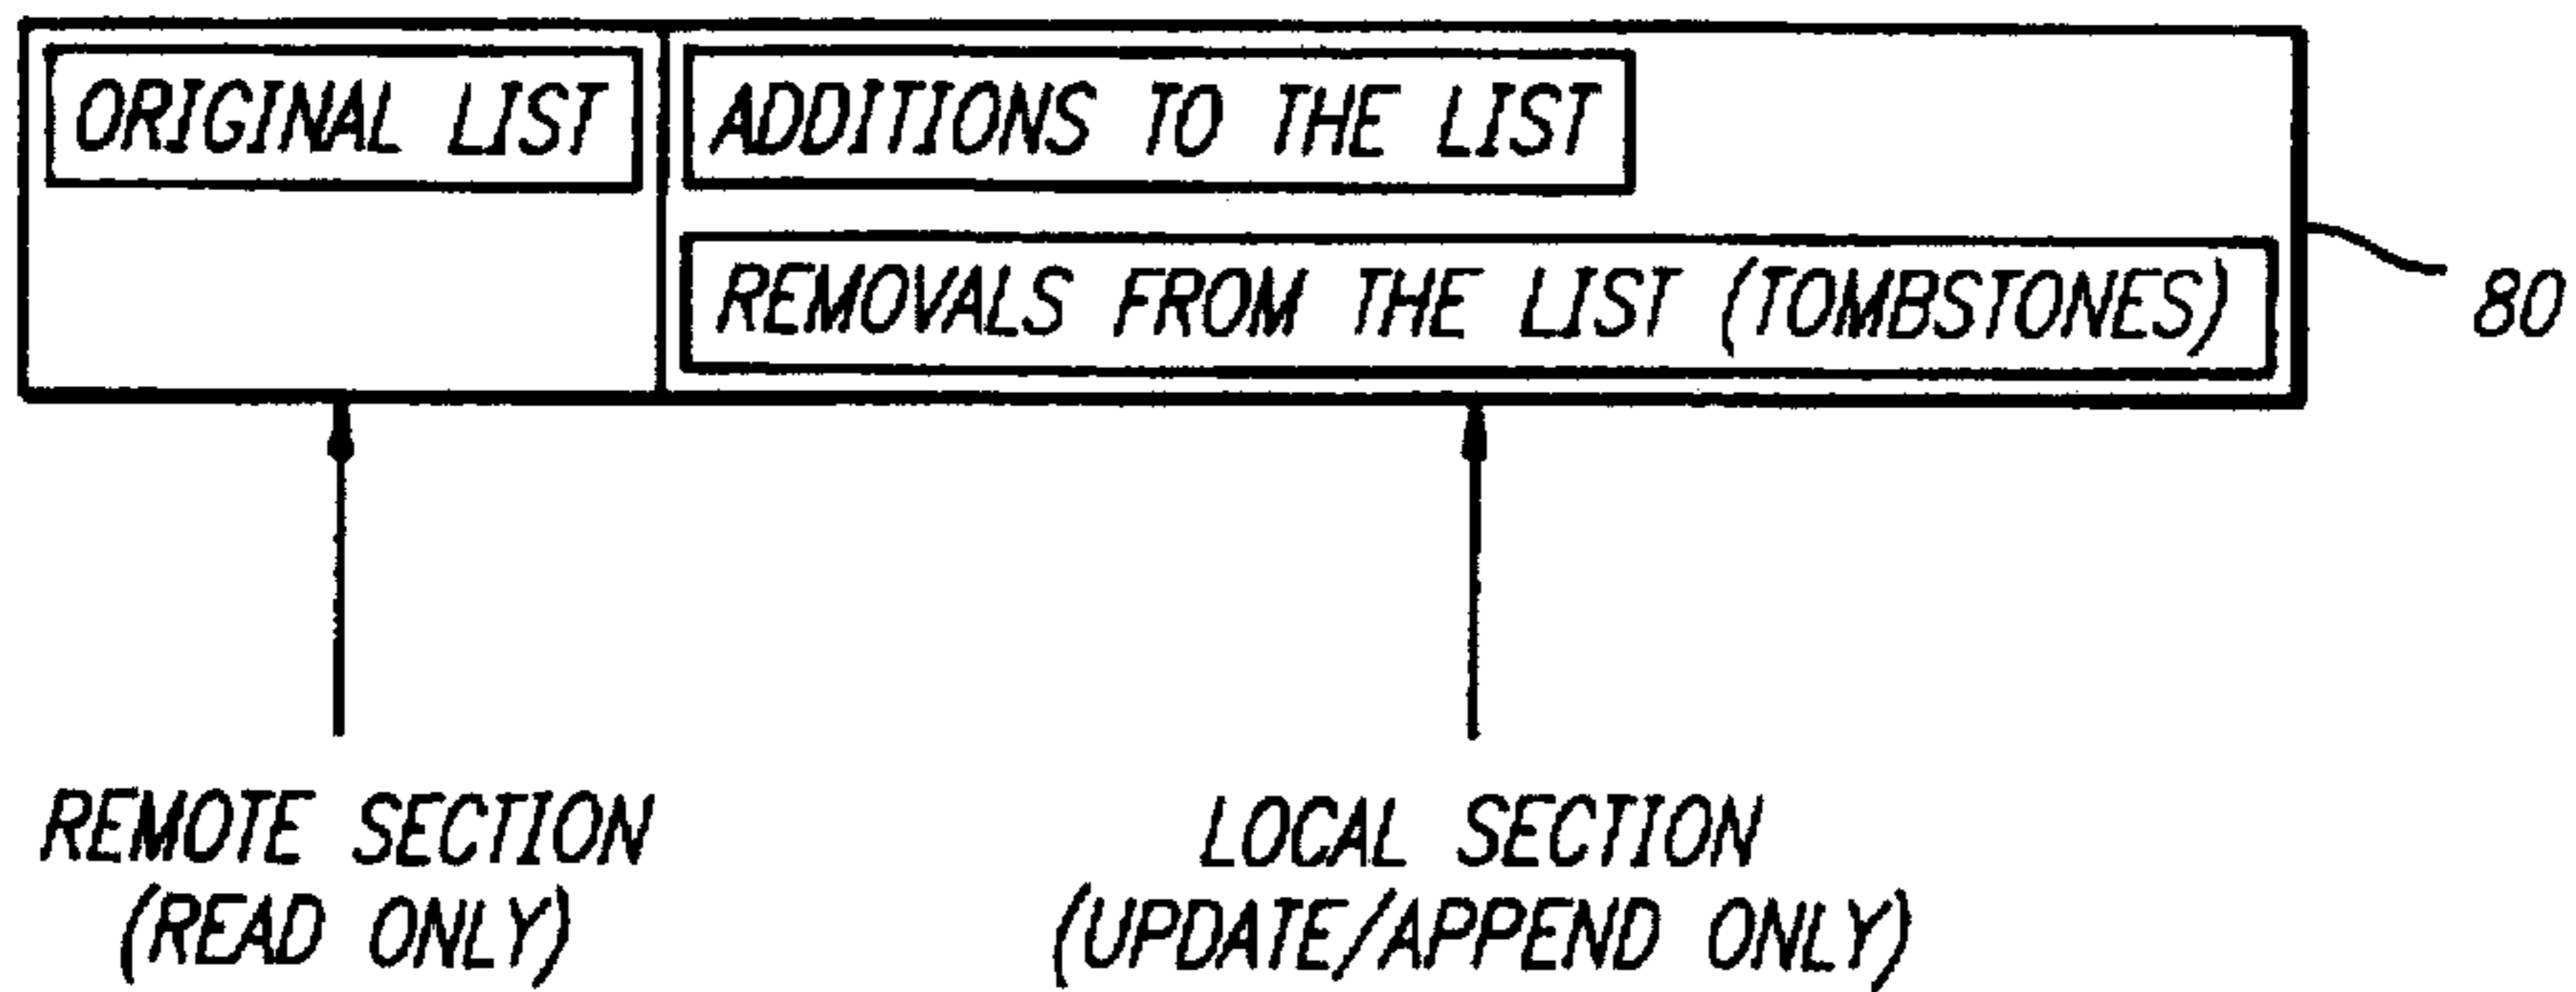 ORIGINAL LIST
ADDITIONS TO THE LIST
REMOVALS FROM THE LIST (TOMBSTONES)
80
REMOTE SECTION
(READ ONLY)
LOCAL SECTION
(UPDATE/APPEND ONLY)